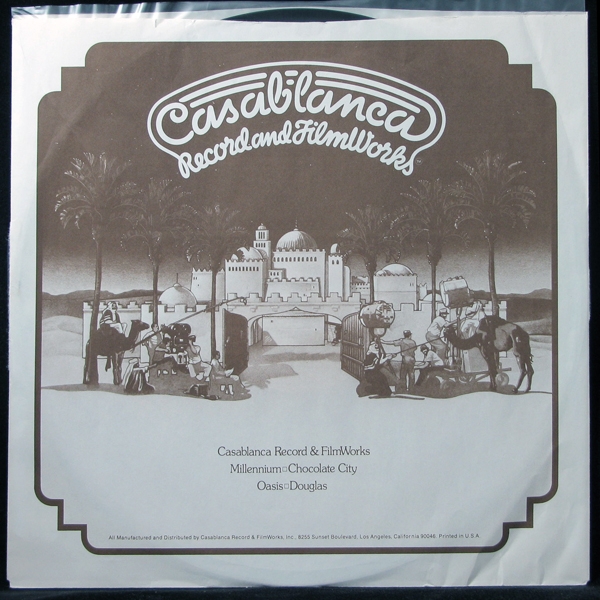 Casablanca
Record and FilmWorks
Casablanca Record & FilmWorks
Millennium□Chocolate City
Oasis□Douglas
All Manufactured and Distributed by Casablanca Record & FilmWorks, Inc., 8255 Sunset Boulevard, Los Angeles, California 90046. Printed in U.S.A.